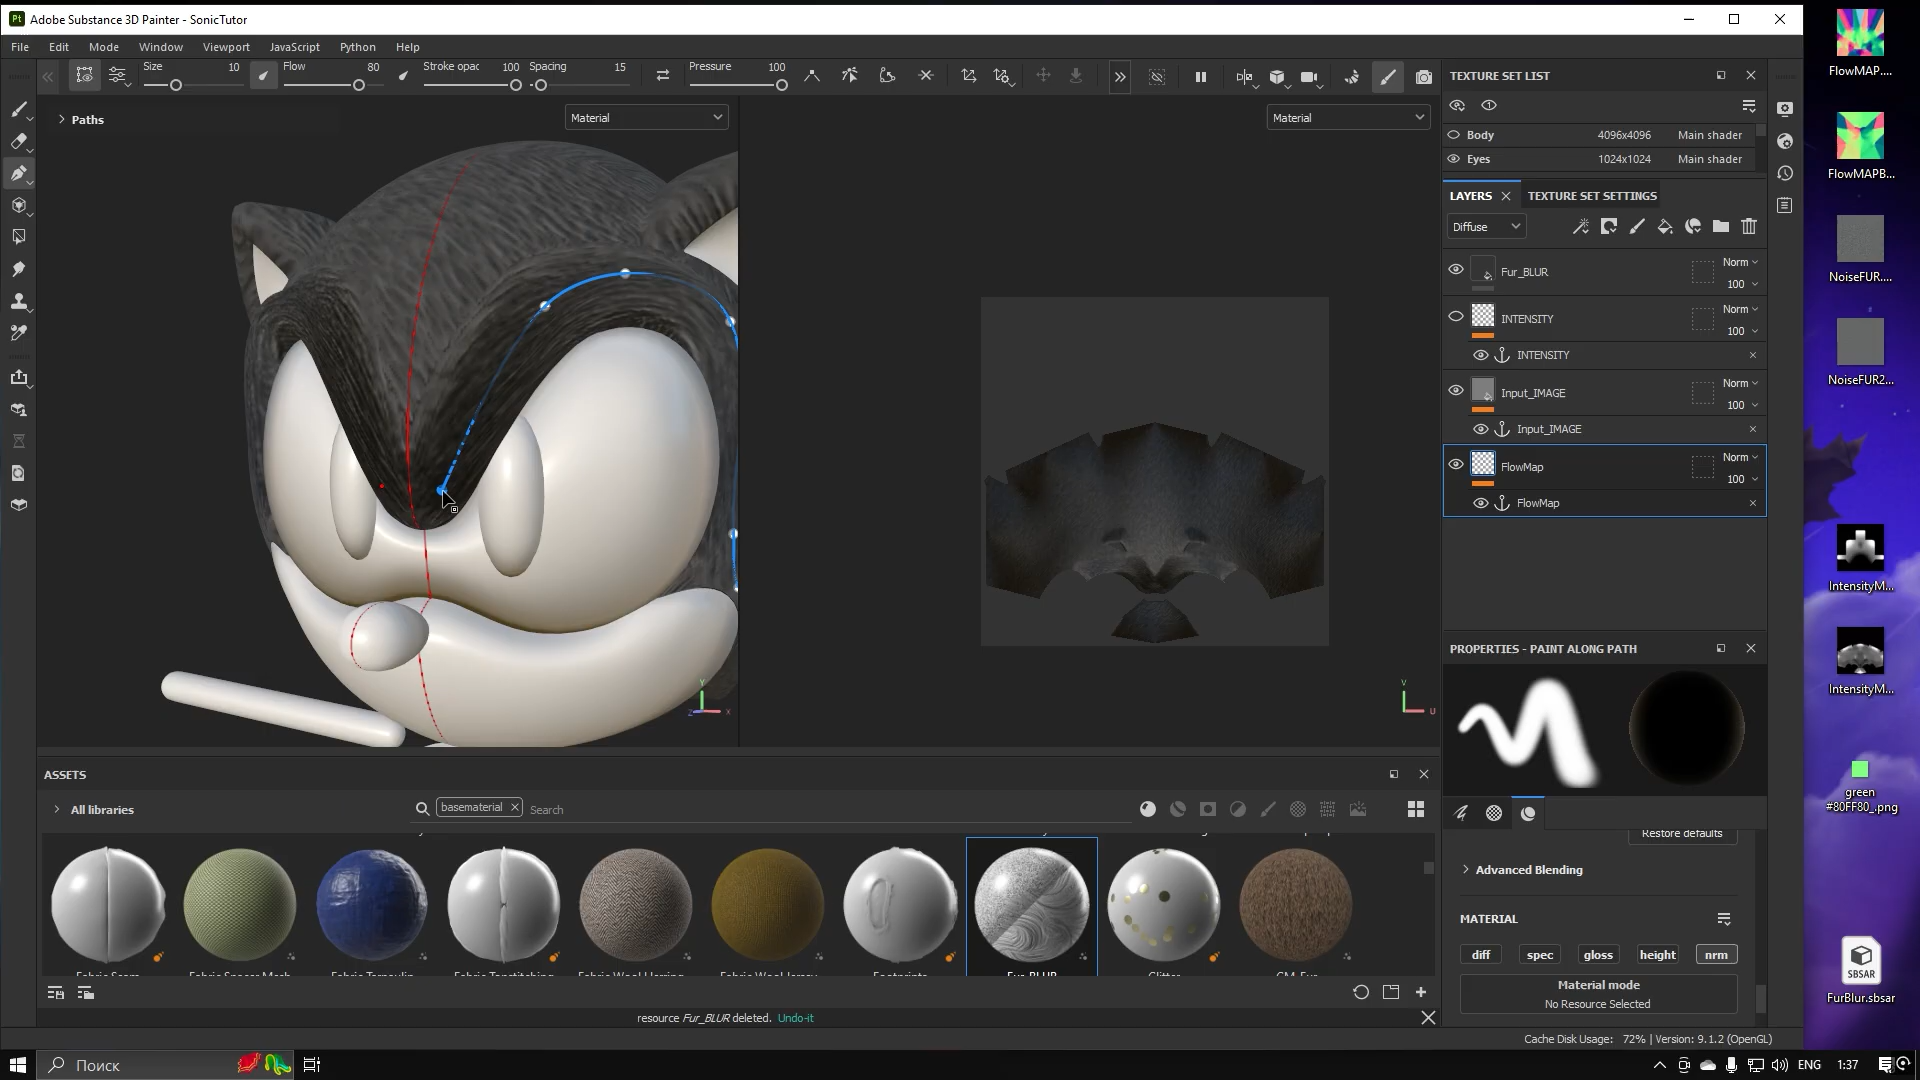 Pt Adobe Substance 3D Painter - SonicTutor
File Edit Mode Window Viewport JavaScript Python Help
Size 10 Flow 80 Stroke opac 100 Spacing 15 Pressure 100
Paths
Material
Material
TEXTURE SET LIST
Body 4096x4096 Main shader
Eyes 1024x1024 Main shader
LAYERS TEXTURE SET SETTINGS
Diffuse
Fur_BLUR Norm 100
INTENSITY Norm 100
INTENSITY
Input_IMAGE Norm 100
Input_IMAGE
FlowMap Norm 100
FlowMap
PROPERTIES - PAINT ALONG PATH
Restore defaults
Advanced Blending
MATERIAL
diff spec gloss height nrm
Material mode
No Resource Selected
Y
X
Z
V
U
ASSETS
All libraries
basematerial Search
Fur_BLUR
Glitter
resource Fur_BLUR deleted. Undo-it
Cache Disk Usage: 72% | Version: 9.1.2 (OpenGL)
FlowMAP....
FlowMAPB...
NoiseFUR....
NoiseFUR2...
IntensityM...
IntensityM...
green
#80FF80_.png
SBSAR
FurBlur.sbsar
Поиск
ENG 1:37